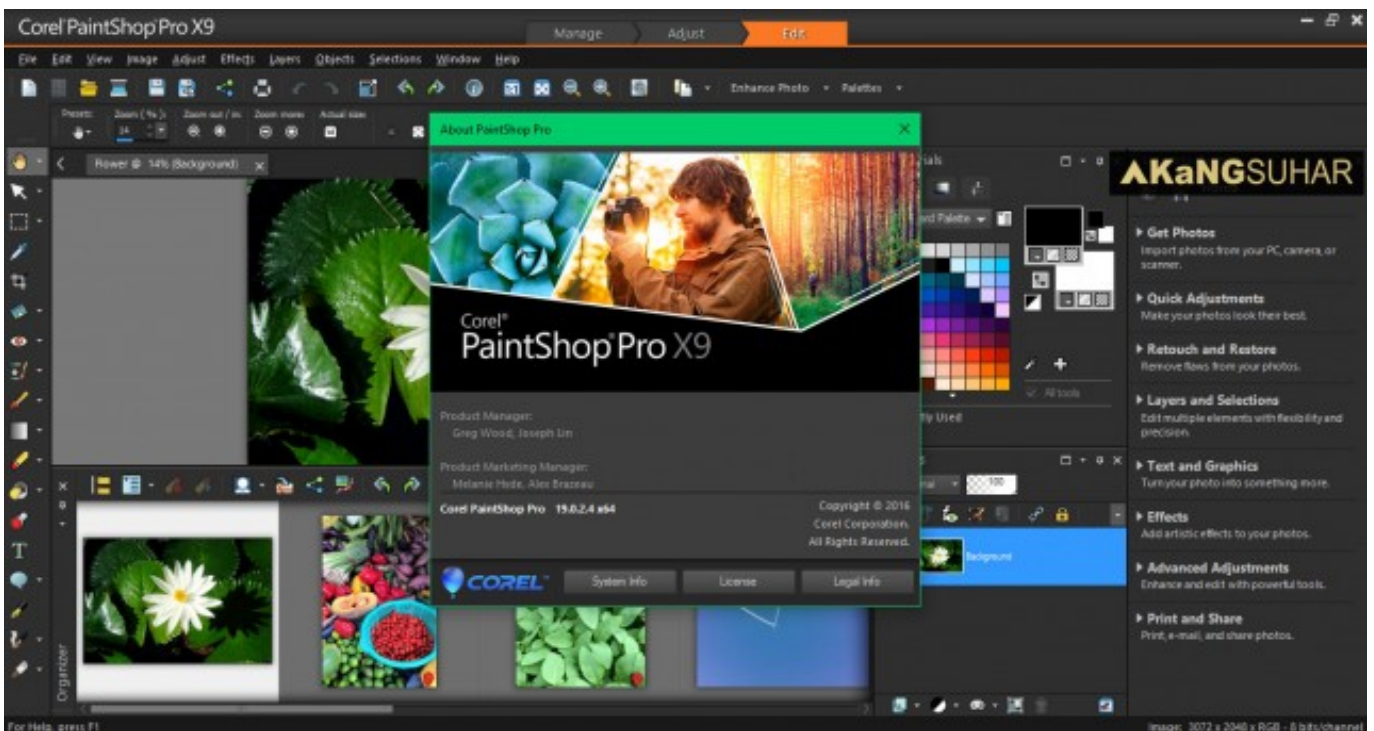 Corel PaintShop Pro X9
Manage
Adjust
Edit
File Edit View Image Adjust Effects Layers Objects Selections Window Help
Enhance Photo
Palettes
Presets:
Zoom (%):
Zoom out / in:
Zoom more:
Actual size:
14
Flower @ 14% (Background)
About PaintShop Pro
Corel®
PaintShop Pro X9
Product Manager:
Greg Wood, Joseph Lin
Product Marketing Manager:
Melanie Hyde, Alex Brazeau
Corel PaintShop Pro 19.0.2.4 x64
Copyright © 2016
Corel Corporation.
All Rights Reserved.
COREL
System Info
License
Legal Info
Palette
All tools
Used
100
Background
AKaNGSUHAR
Get Photos
Import photos from your PC, camera, or
scanner.
Quick Adjustments
Make your photos look their best.
Retouch and Restore
Remove flaws from your photos.
Layers and Selections
Edit multiple elements with flexibility and
precision.
Text and Graphics
Turn your photo into something more.
Effects
Add artistic effects to your photos.
Advanced Adjustments
Enhance and edit with powerful tools.
Print and Share
Print, e-mail, and share photos.
Organizer
For Help, press F1
Image: 3072 x 2048 x RGB - 8 bits/channel